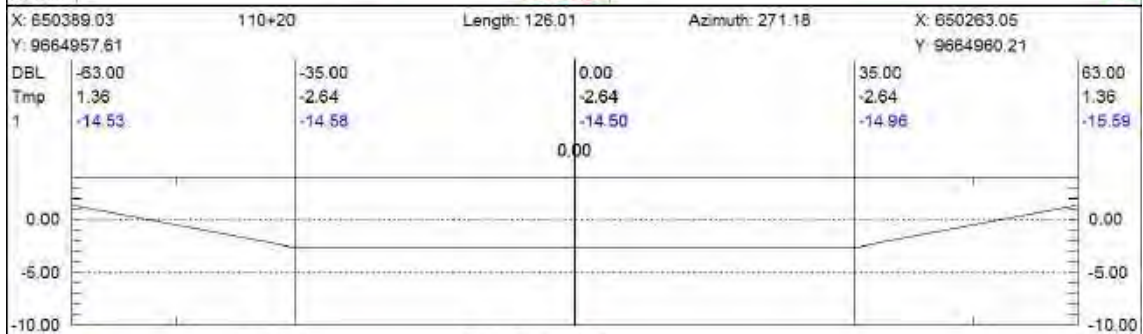 X: 650389.03 110+20 Length: 126.01 Azimuth: 271.18 X: 650263.05
Y: 9664957.61 Y: 9664960.21
DBL -63.00 -35.00 0.00 35.00 63.00
Tmp 1.36 -2.64 -2.64 -2.64 1.36
1 -14.53 -14.58 -14.50 -14.96 -15.59
0.00
0.00 0.00
-5.00 -5.00
-10.00 -10.00